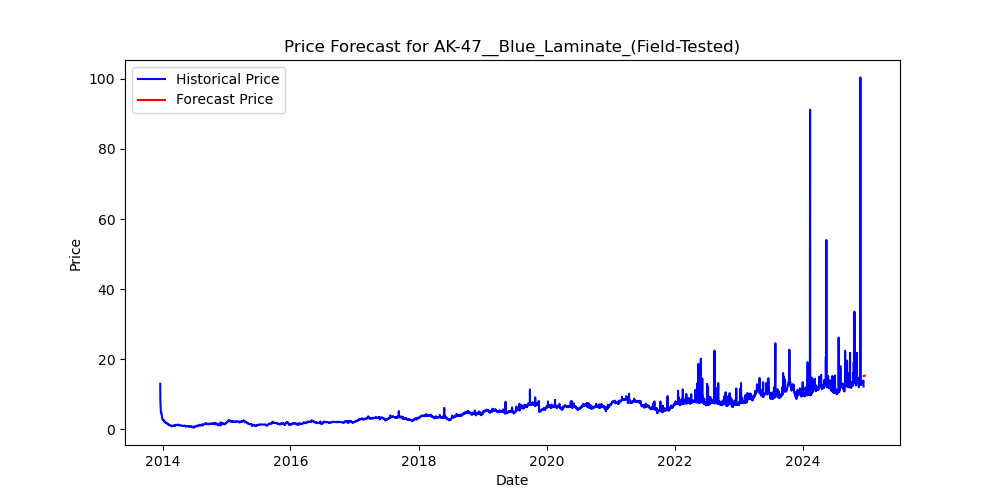 Price Forecast for AK-47__Blue_Laminate_(Field-Tested)
Historical Price
Forecast Price
100
80
60
40
20
0
Price
2014 2016 2018 2020 2022 2024
Date